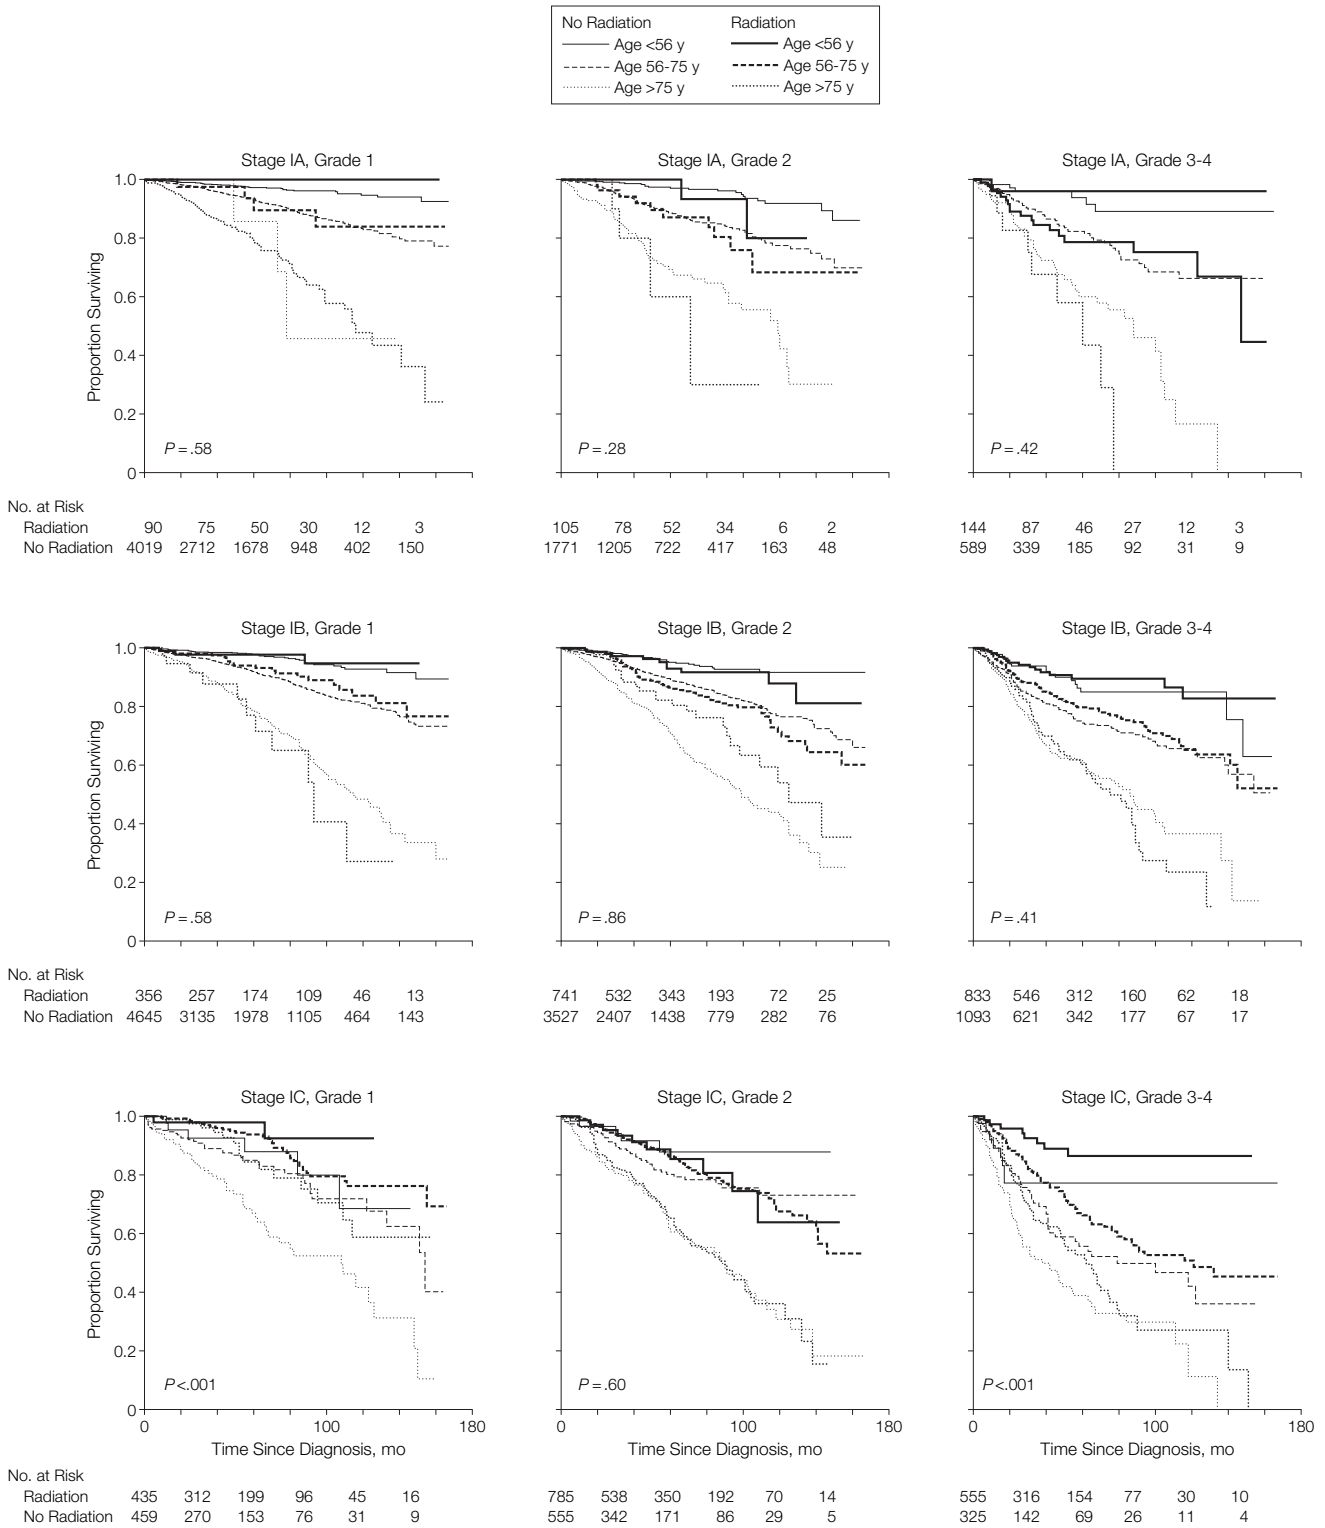 No Radiation Radiation
Age <56 y Age <56 y
Age 56-75 y Age 56-75 y
Age >75 y Age >75 y
Stage IA, Grade 1 Stage IA, Grade 2 Stage IA, Grade 3-4
1.0
0.8
0.6
0.4
0.2
0
Proportion Surviving
P = .58 P = .28 P = .42
No. at Risk
Radiation 90 75 50 30 12 3 105 78 52 34 6 2 144 87 46 27 12 3
No Radiation 4019 2712 1678 948 402 150 1771 1205 722 417 163 48 589 339 185 92 31 9
Stage IB, Grade 1 Stage IB, Grade 2 Stage IB, Grade 3-4
1.0
0.8
0.6
0.4
0.2
0
Proportion Surviving
P = .58 P = .86 P = .41
No. at Risk
Radiation 356 257 174 109 46 13 741 532 343 193 72 25 833 546 312 160 62 18
No Radiation 4645 3135 1978 1105 464 143 3527 2407 1438 779 282 76 1093 621 342 177 67 17
Stage IC, Grade 1 Stage IC, Grade 2 Stage IC, Grade 3-4
1.0
0.8
0.6
0.4
0.2
0
Proportion Surviving
P <.001 P = .60 P <.001
0 100 180 0 100 180 0 100 180
Time Since Diagnosis, mo Time Since Diagnosis, mo Time Since Diagnosis, mo
No. at Risk
Radiation 435 312 199 96 45 16 785 538 350 192 70 14 555 316 154 77 30 10
No Radiation 459 270 153 76 31 9 555 342 171 86 29 5 325 142 69 26 11 4